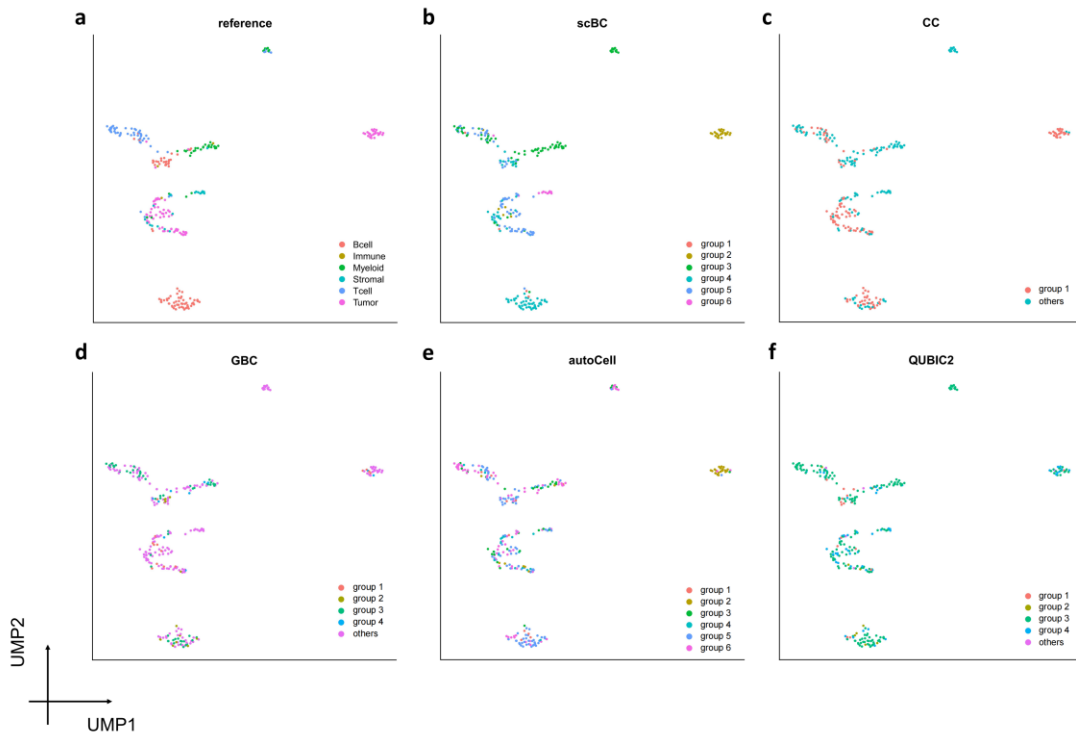 a
reference
Bcell
Immune
Myeloid
Stromal
Tcell
Tumor
b
scBC
group 1
group 2
group 3
group 4
group 5
group 6
c
CC
group 1
others
d
GBC
group 1
group 2
group 3
group 4
others
e
autoCell
group 1
group 2
group 3
group 4
group 5
group 6
f
QUBIC2
group 1
group 2
group 3
group 4
others
UMP2
UMP1